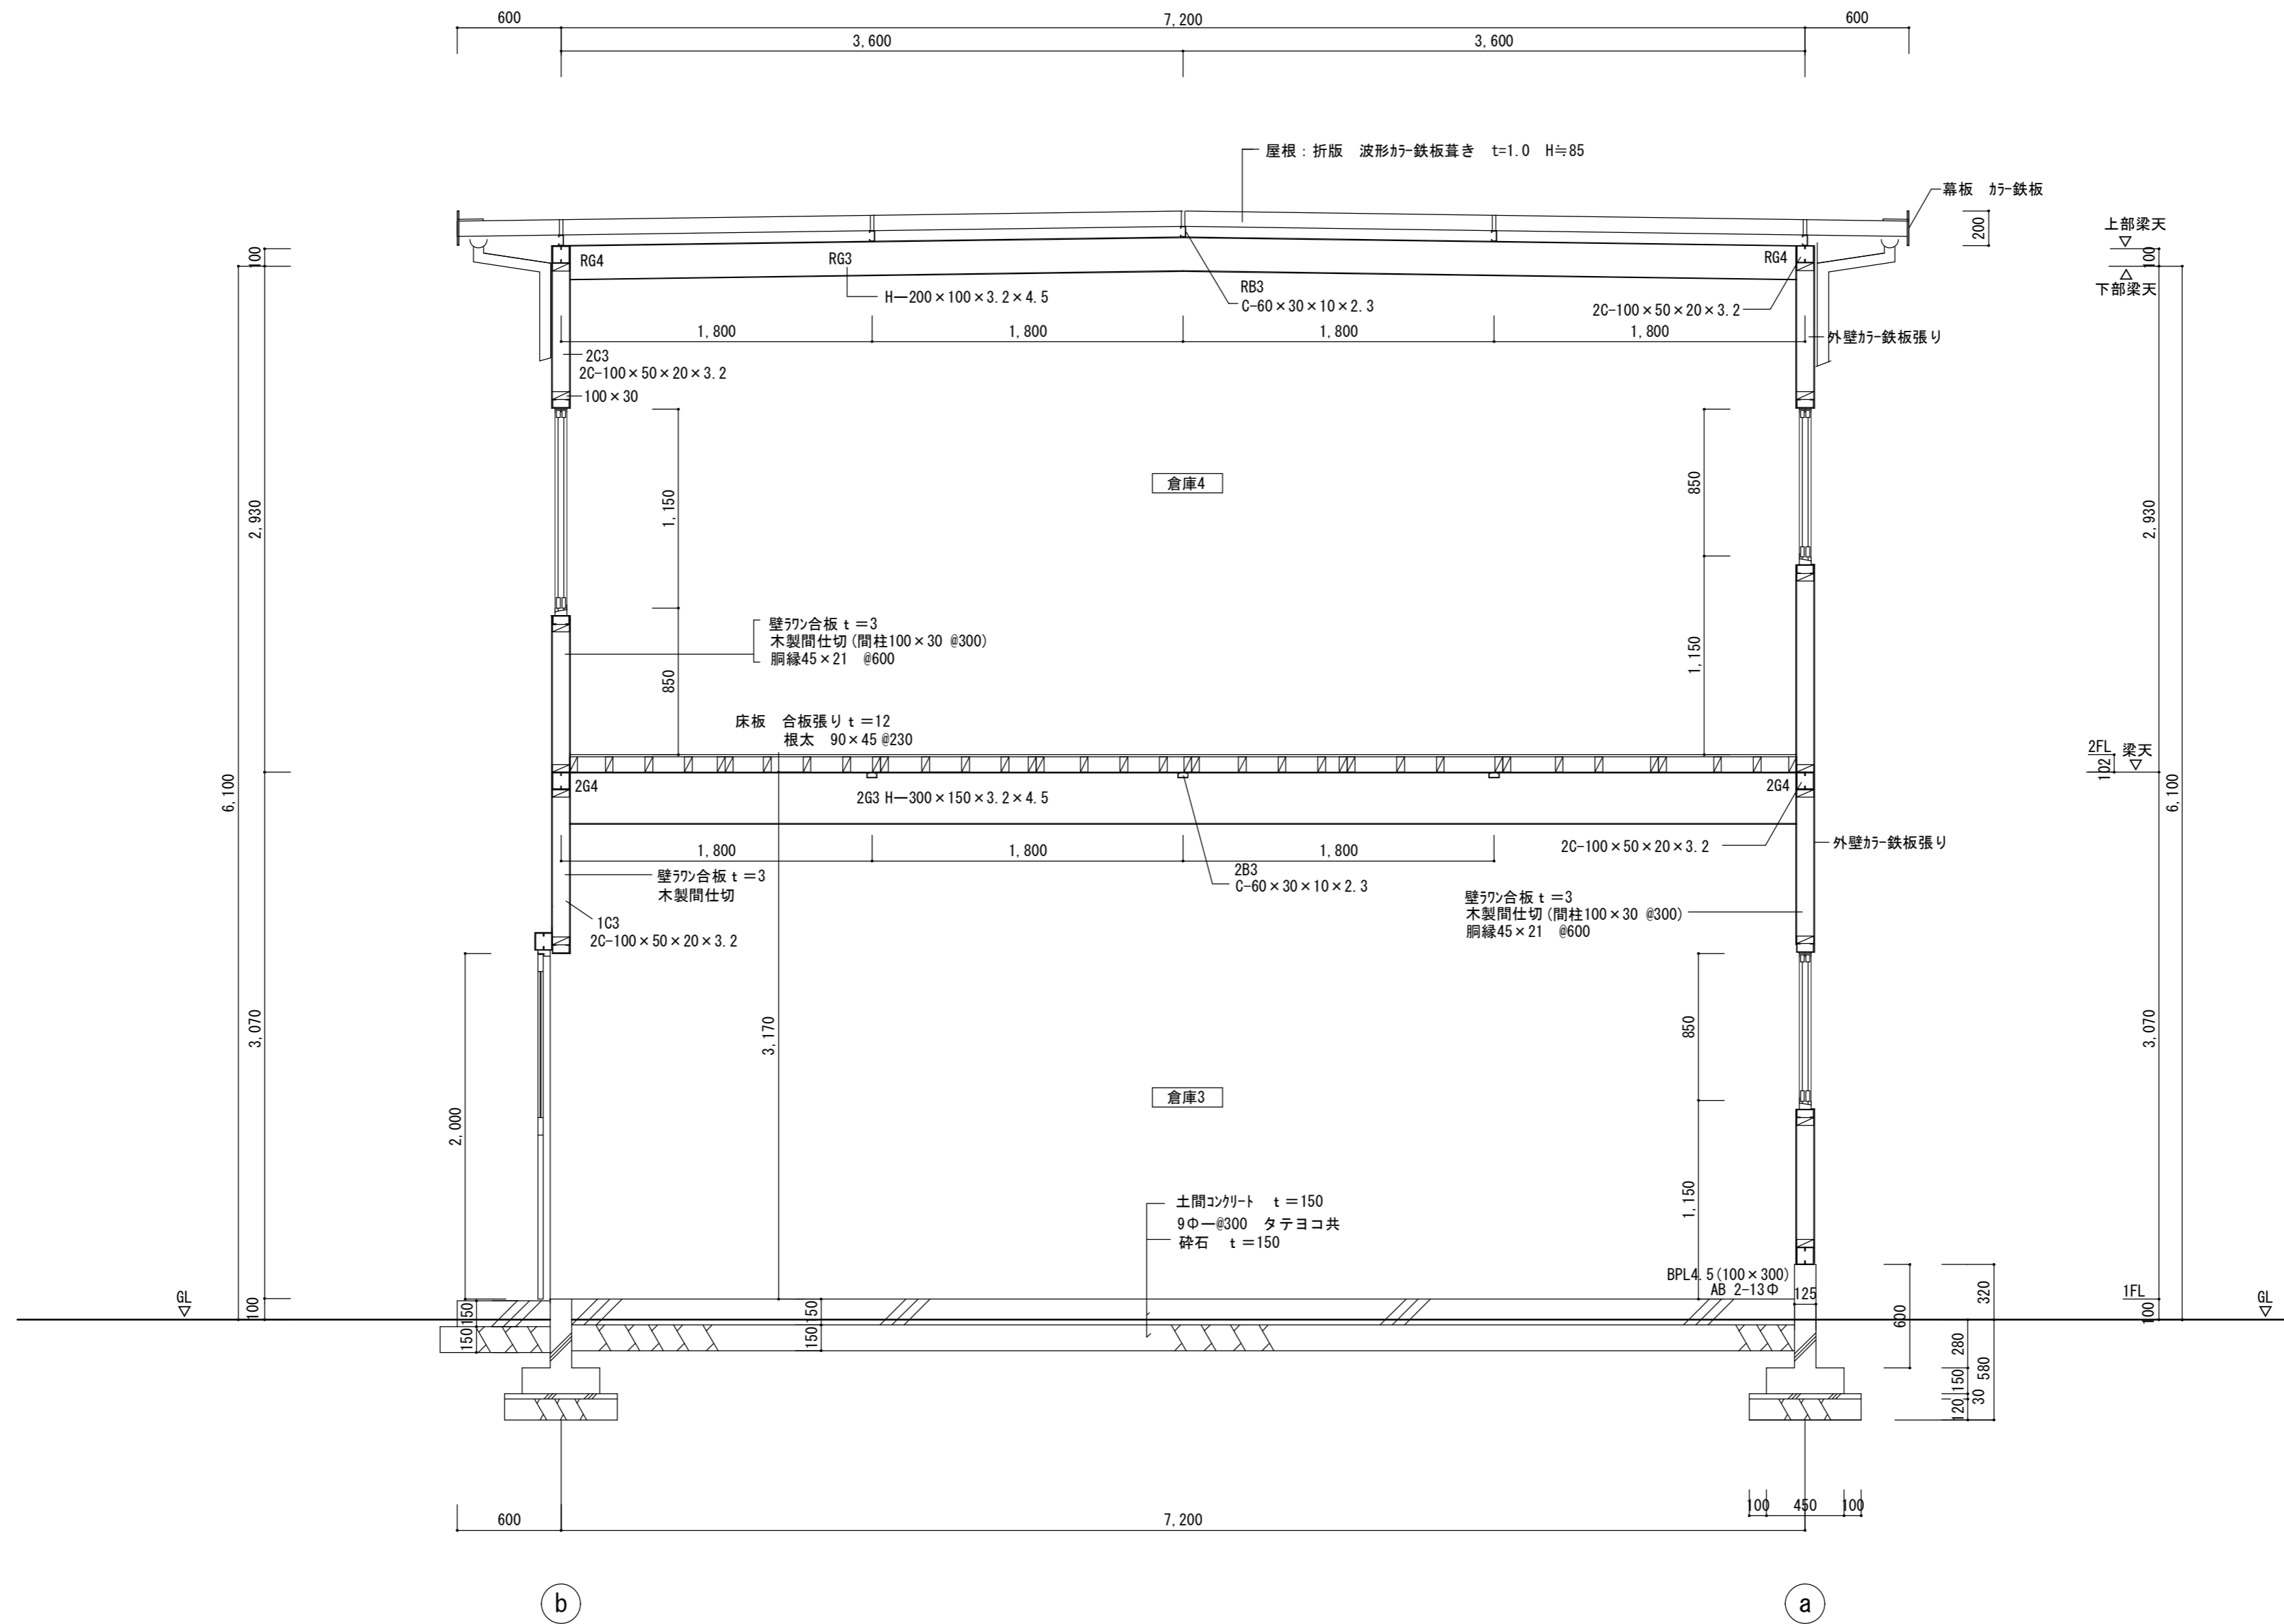 600
7,200
600
3,600
3,600
屋根：折版　波形ｶﾗｰ鉄板葺き　t=1.0　H≒85
幕板　ｶﾗｰ鉄板
200
上部梁天
100
下部梁天
100
RG4
RG3
H―200×100×3.2×4.5
RB3
C-60×30×10×2.3
RG4
2C-100×50×20×3.2
1,800
1,800
1,800
1,800
外壁ｶﾗｰ鉄板張り
2C3
2C-100×50×20×3.2
100×30
倉庫4
2,930
1,150
850
2,930
壁ﾗﾜﾝ合板ｔ＝3
木製間仕切(間柱100×30 @300)
胴縁45×21　@600
850
1,150
床板　合板張りｔ＝12
根太　90×45 @230
2FL
梁天
102
6,100
6,100
2G4
2G3 H―300×150×3.2×4.5
2G4
1,800
1,800
1,800
2C-100×50×20×3.2
外壁ｶﾗｰ鉄板張り
2B3
C-60×30×10×2.3
壁ﾗﾜﾝ合板ｔ＝3
木製間仕切
1C3
2C-100×50×20×3.2
壁ﾗﾜﾝ合板ｔ＝3
木製間仕切(間柱100×30 @300)
胴縁45×21　@600
3,070
2,000
3,170
850
3,070
倉庫3
1,150
土間ｺﾝｸﾘｰﾄ　ｔ＝150
9Φ―@300　タテヨコ共
砕石　ｔ＝150
BPL4.5(100×300)
AB 2-13Φ
125
GL
100
150
150
150
150
600
320
280
150
30
120
580
1FL
100
GL
100
450
100
600
7,200
b
a